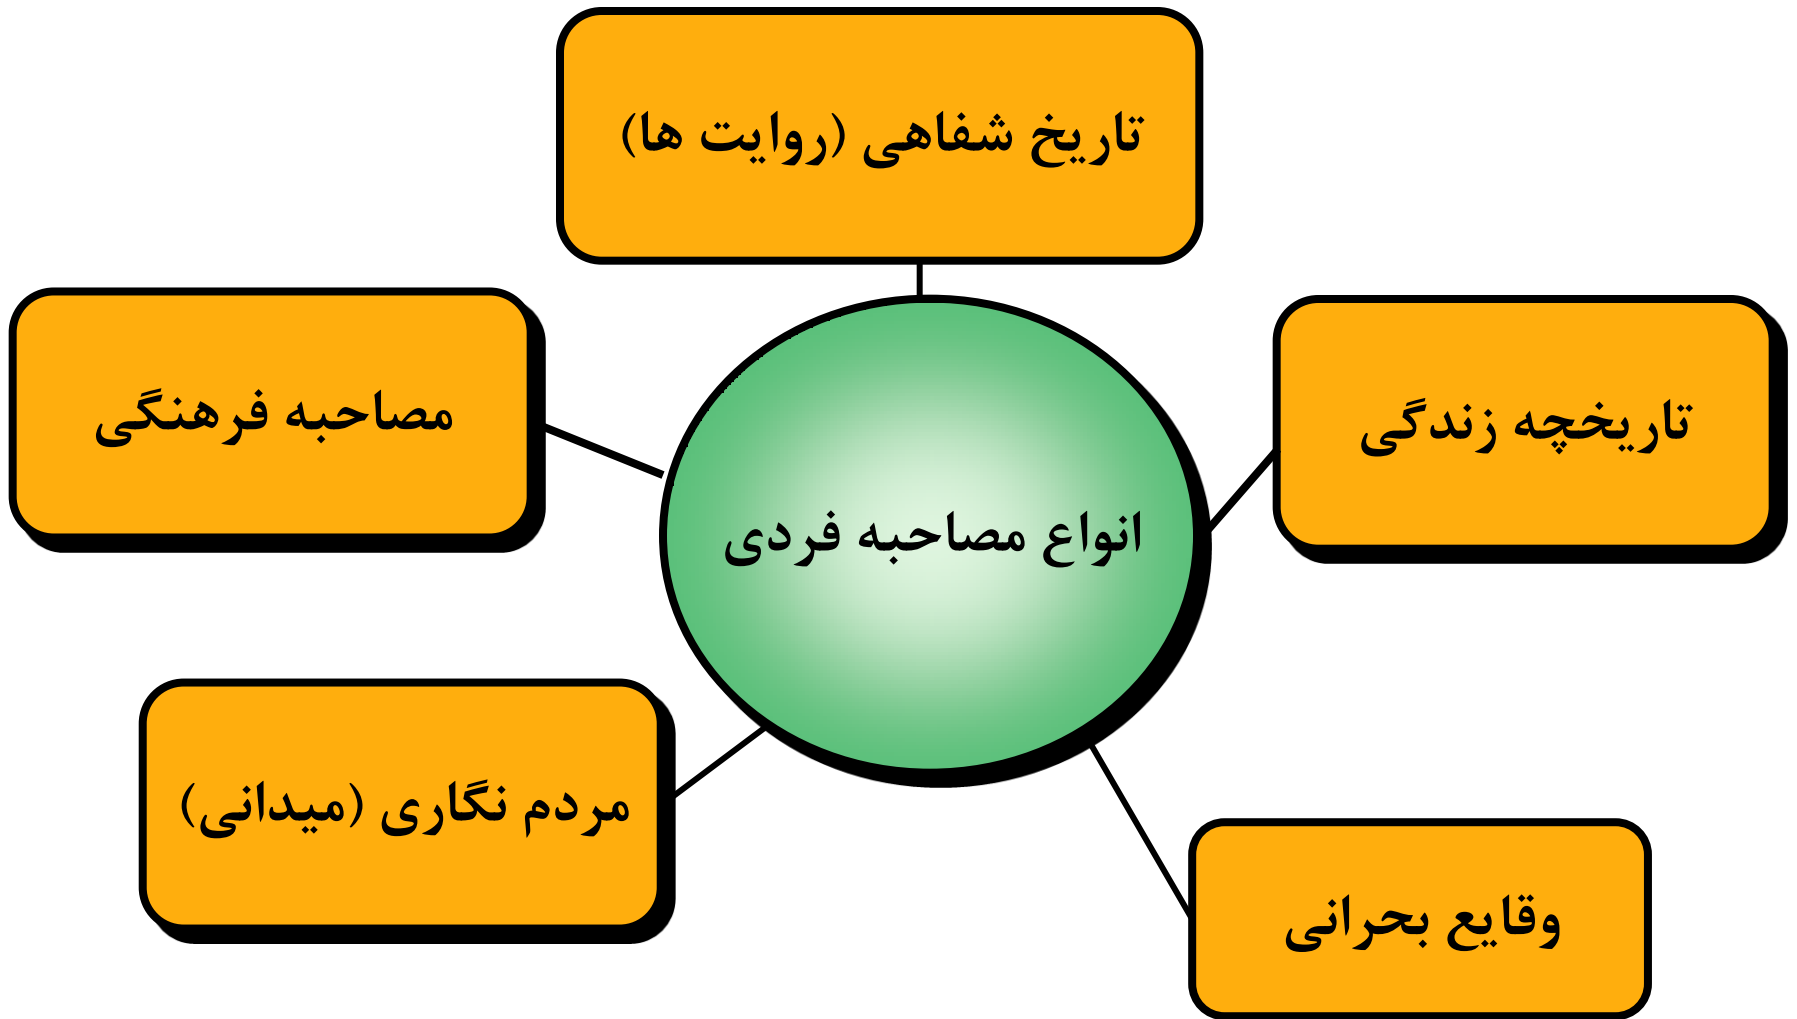 تاریخ شفاهی (روایت ها)
مصاحبه فرهنگی
تاریخچه زندگی
انواع مصاحبه فردی
مردم نگاری (میدانی)
وقایع بحرانی